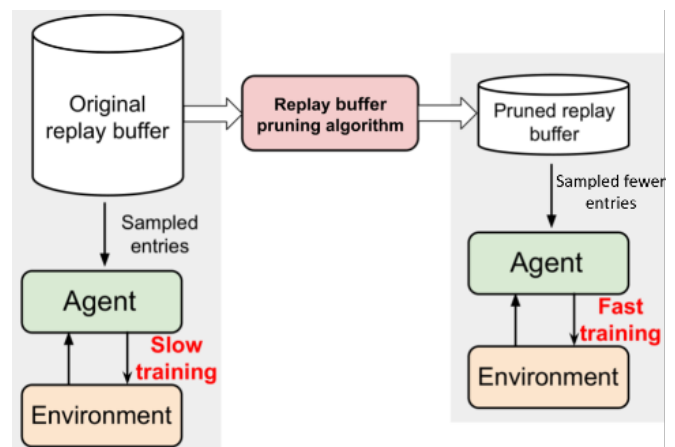 Original
replay buffer
Replay buffer
pruning algorithm
Pruned replay
buffer
Sampled
entries
Sampled fewer
entries
Agent
Slow
training
Environment
Agent
Fast
training
Environment